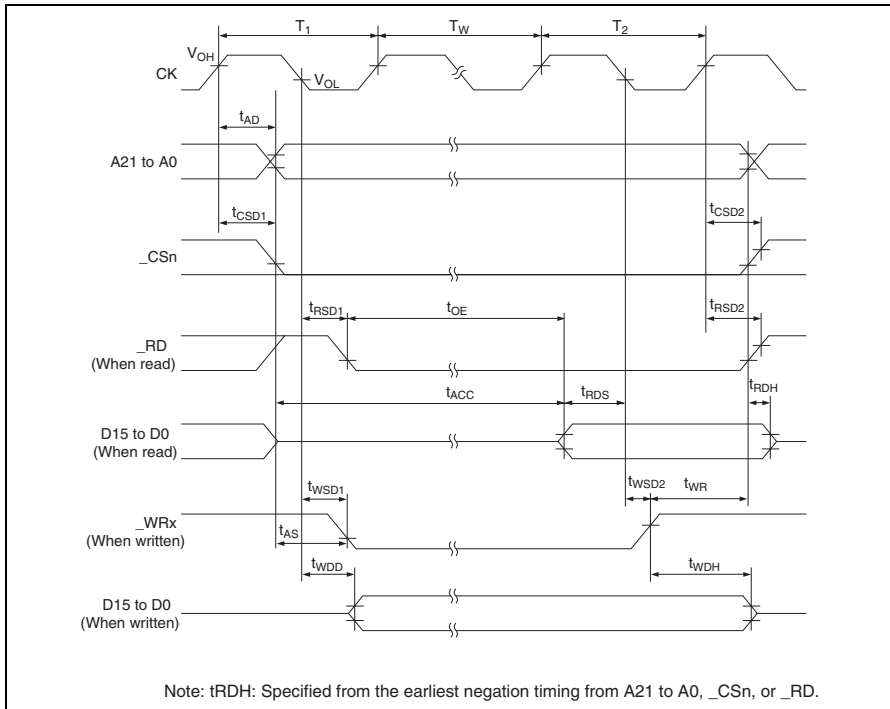 T1 TW T2
VOH
CK
VOL
tAD
A21 to A0
tCSD1 tCSD2
_CSn
tRSD1 tOE tRSD2
_RD
(When read)
tACC tRDS tRDH
D15 to D0
(When read)
tWSD1 tWSD2 tWR
_WRx
(When written)
tAS
tWDD tWDH
D15 to D0
(When written)
Note: tRDH: Specified from the earliest negation timing from A21 to A0, _CSn, or _RD.